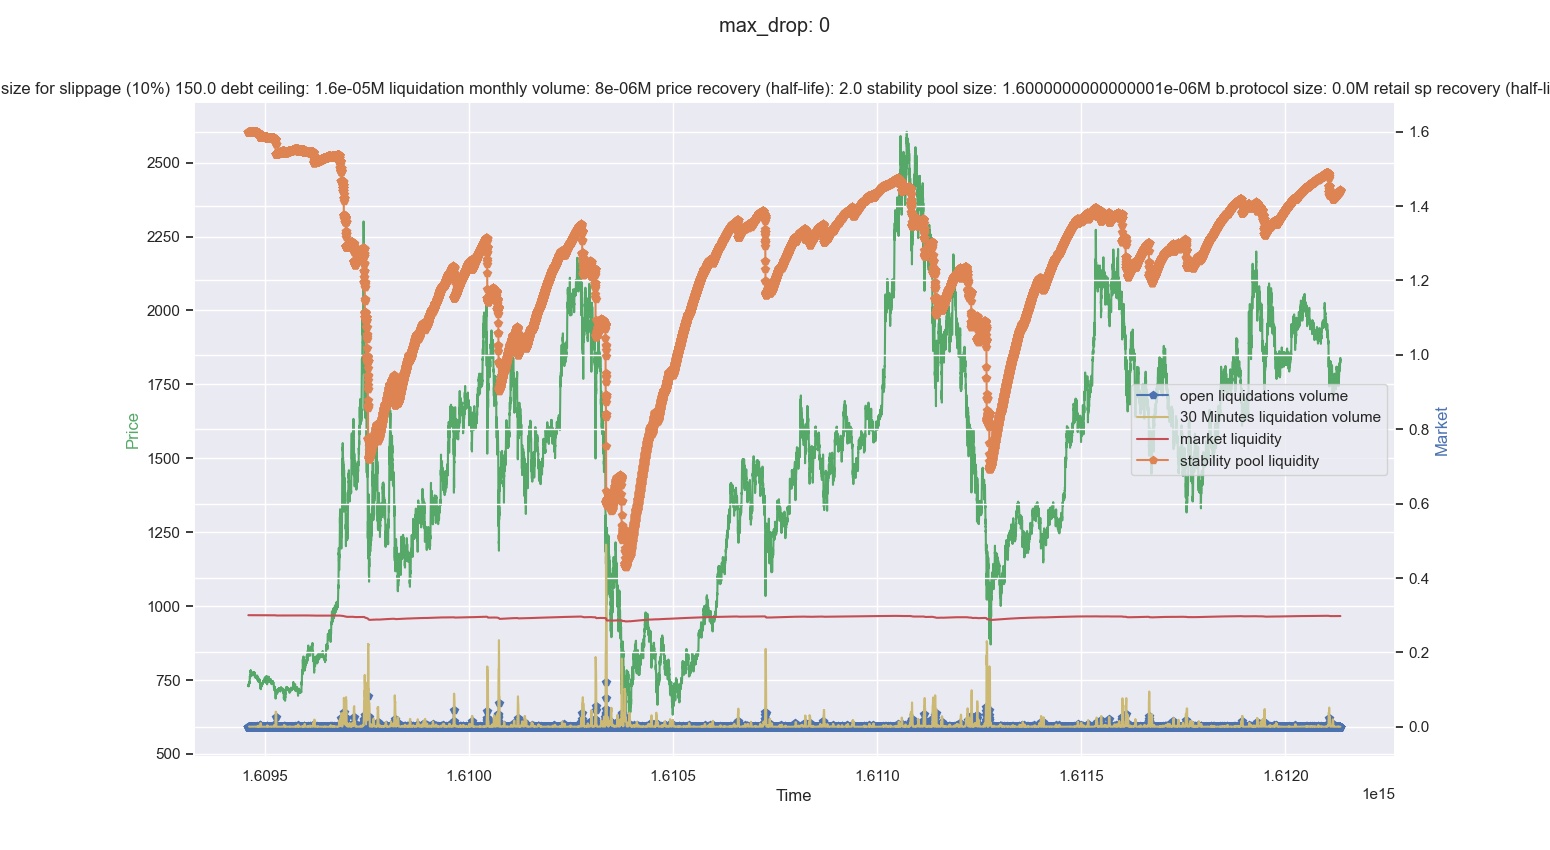 max_drop: 0
size for slippage (10%) 150.0 debt ceiling: 1.6e-05M liquidation monthly volume: 8e-06M price recovery (half-life): 2.0 stability pool size: 1.6000000000000001e-06M b.protocol size: 0.0M retail sp recovery (half-li
2500
2250
2000
1750
1500
1250
1000
750
500
Price
1.6
1.4
1.2
1.0
0.8
0.6
0.4
0.2
0.0
Market
open liquidations volume
30 Minutes liquidation volume
market liquidity
stability pool liquidity
1.6095 1.6100 1.6105 1.6110 1.6115 1.6120
Time
1e15